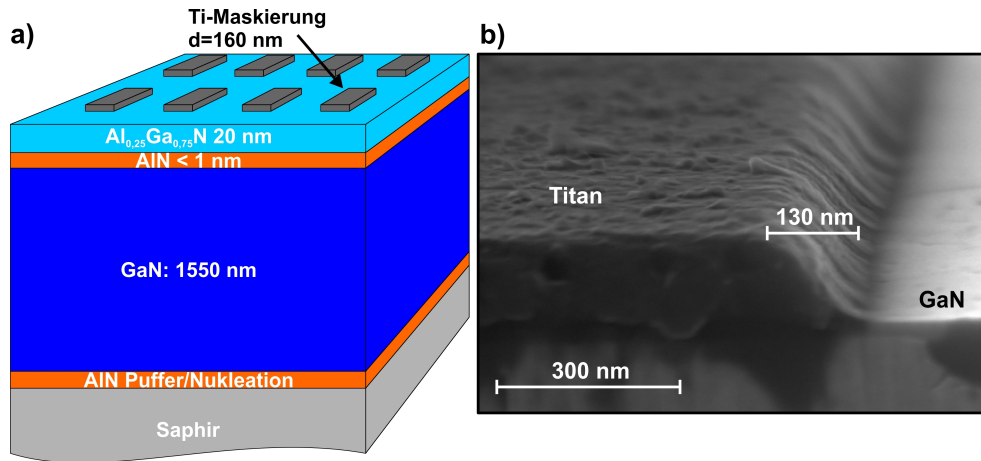 a)
Ti-Maskierung
d=160 nm
Al0,25Ga0,75N 20 nm
AlN < 1 nm
GaN: 1550 nm
AlN Puffer/Nukleation
Saphir
b)
Titan
130 nm
GaN
300 nm